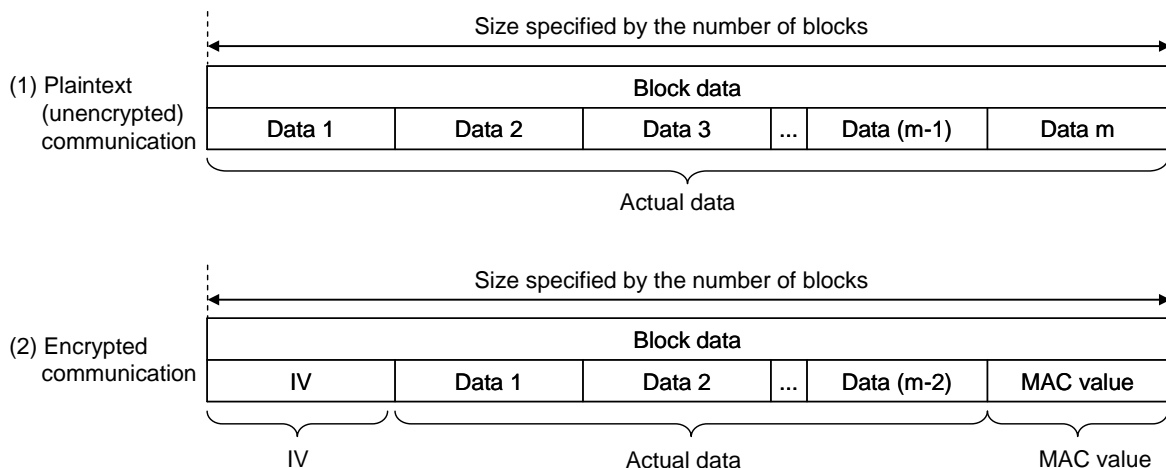 Size specified by the number of blocks
(1) Plaintext
(unencrypted)
communication
Block data
Data 1 Data 2 Data 3 ... Data (m-1) Data m
Actual data
Size specified by the number of blocks
(2) Encrypted
communication
Block data
IV Data 1 Data 2 ... Data (m-2) MAC value
IV Actual data MAC value